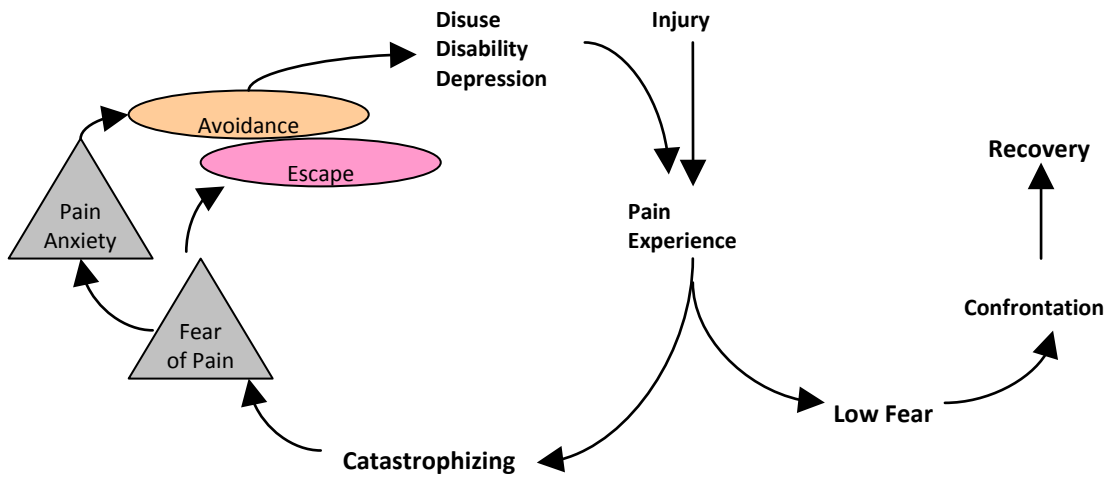 Disuse
Disability
Depression
Injury
Avoidance
Escape
Recovery
Pain
Anxiety
Pain
Experience
Fear
of Pain
Confrontation
Low Fear
Catastrophizing